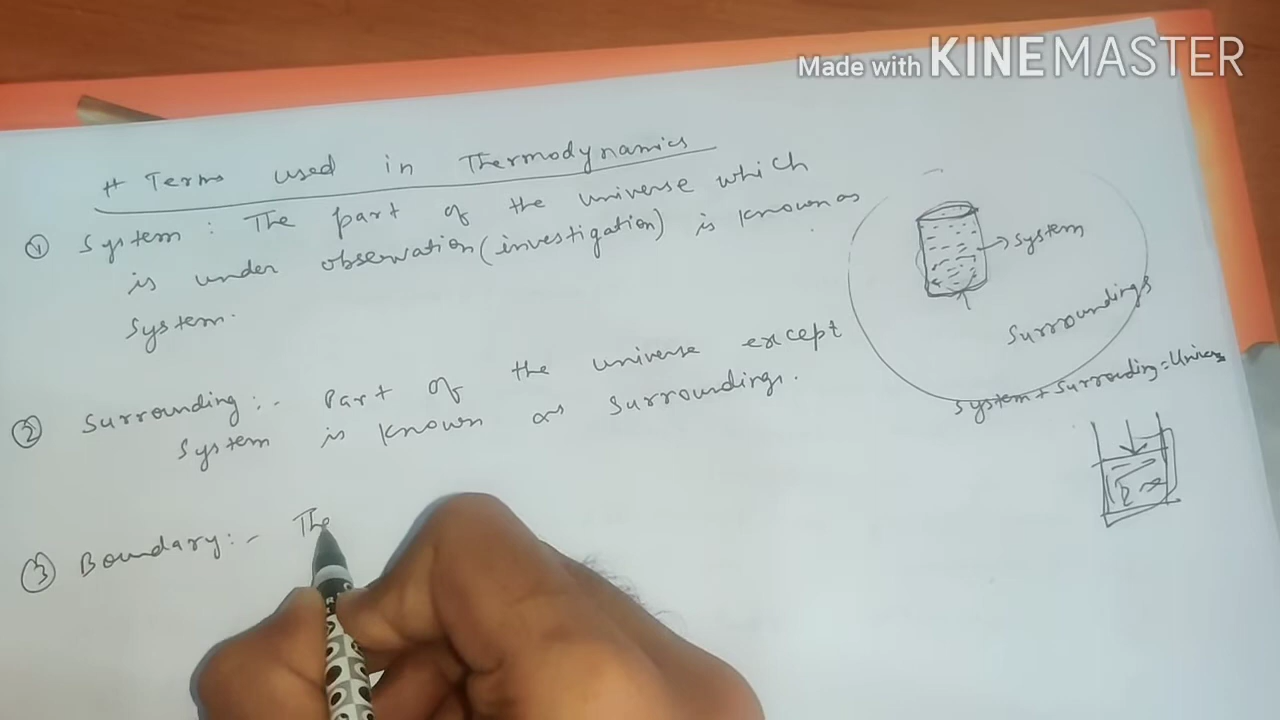 Made with KINEMASTER
# Terms used in Thermodynamics
① System : The part of the universe which
is under observation (investigation) is known as
system.
② Surrounding :- Part of the universe except
system is known as surroundings.
③ Boundary :- The
System
Surroundings
System + Surrounding = Univers